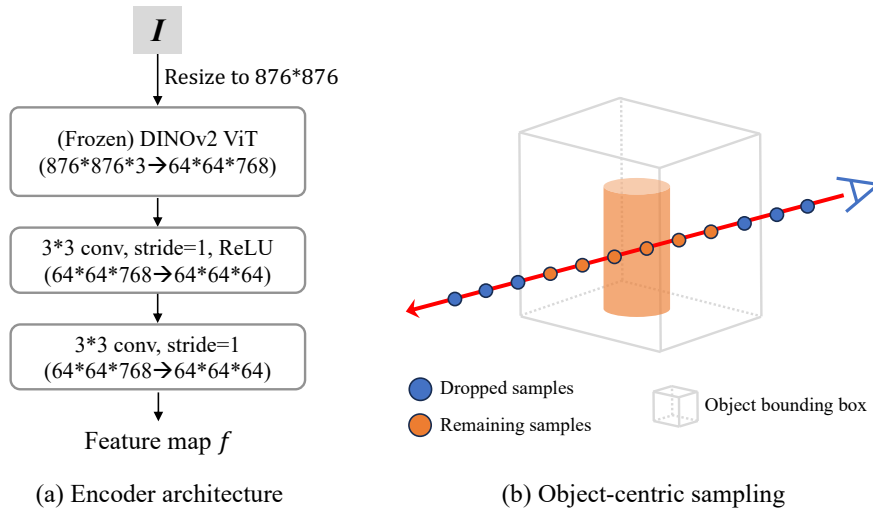 I
Resize to 876*876
(Frozen) DINOv2 ViT
(876*876*3→64*64*768)
3*3 conv, stride=1, ReLU
(64*64*768→64*64*64)
3*3 conv, stride=1
(64*64*768→64*64*64)
Feature map f
(a) Encoder architecture
Dropped samples
Remaining samples
Object bounding box
(b) Object-centric sampling